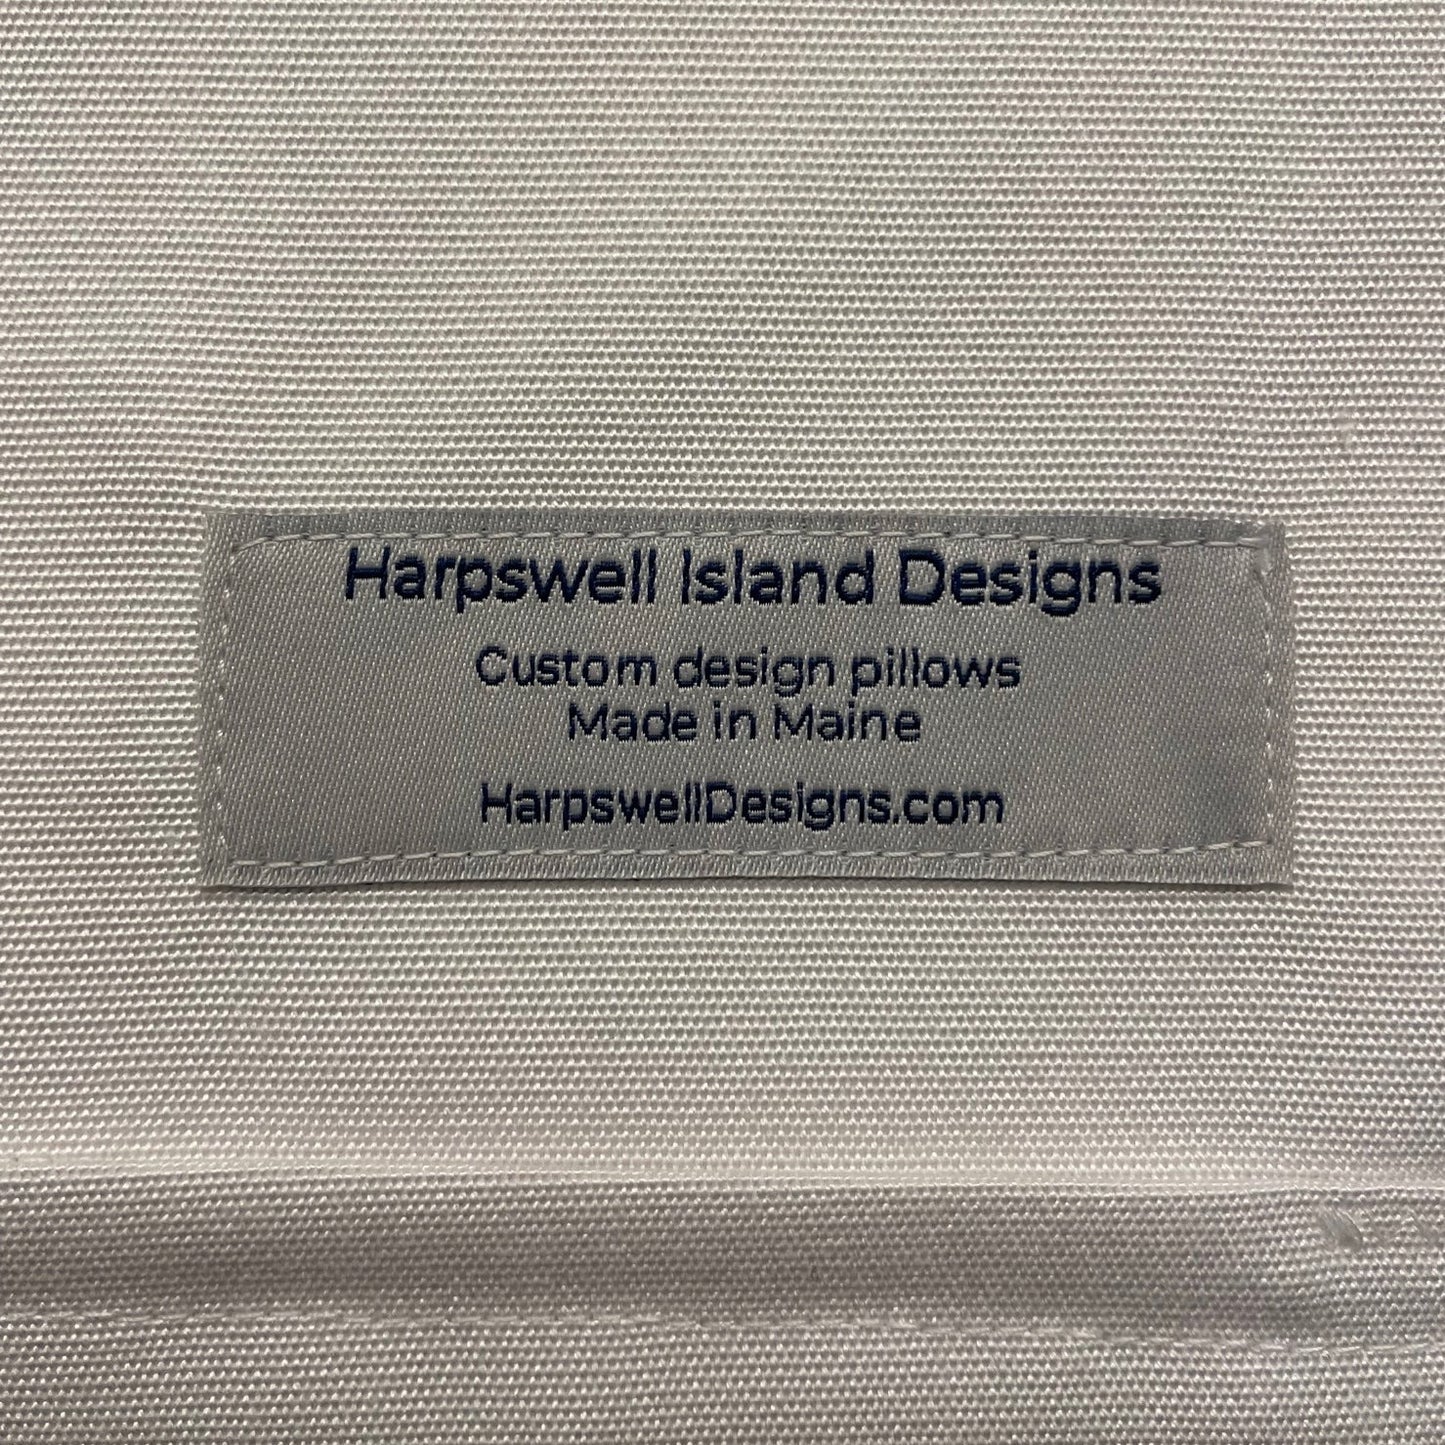 Harpswell Island Designs
Custom design pillows
Made in Maine
HarpswellDesigns.com